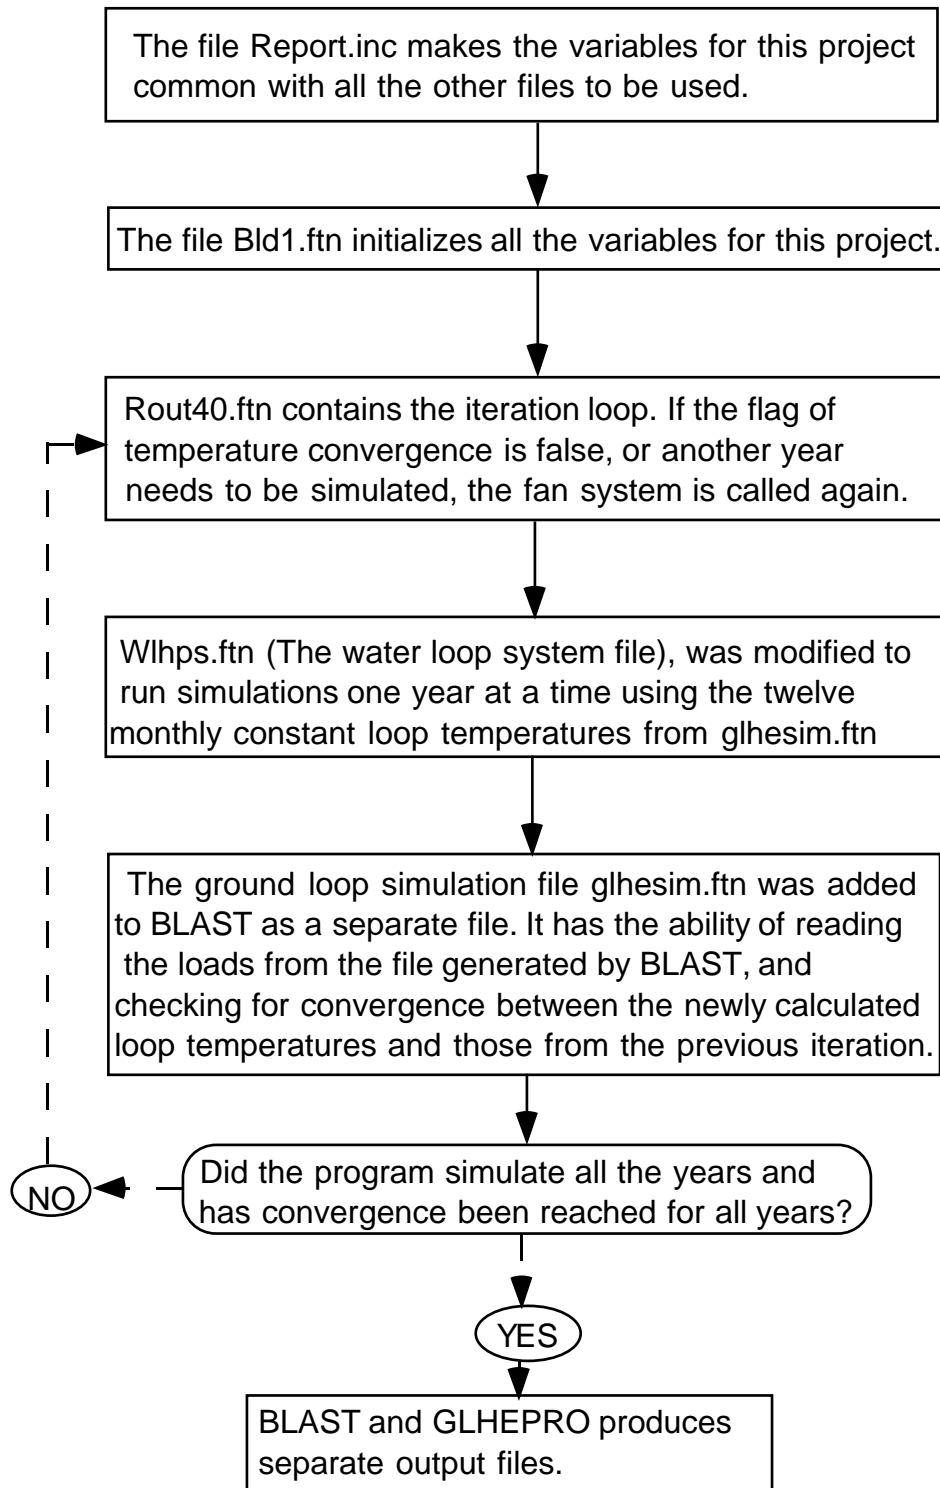 The file Report.inc makes the variables for this project
common with all the other files to be used.
The file Bld1.ftn initializes all the variables for this project.
Rout40.ftn contains the iteration loop. If the flag of
temperature convergence is false, or another year
needs to be simulated, the fan system is called again.
Wlhps.ftn (The water loop system file), was modified to
run simulations one year at a time using the twelve
monthly constant loop temperatures from glhesim.ftn
The ground loop simulation file glhesim.ftn was added
to BLAST as a separate file. It has the ability of reading
the loads from the file generated by BLAST, and
checking for convergence between the newly calculated
loop temperatures and those from the previous iteration.
Did the program simulate all the years and
has convergence been reached for all years?
NO
YES
BLAST and GLHEPRO produces
separate output files.